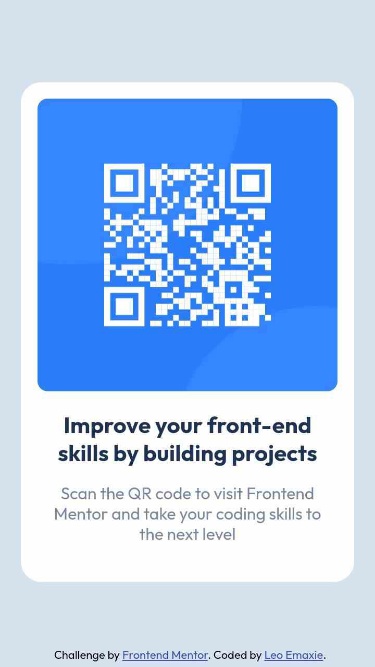 Improve your front-end
skills by building projects
Scan the QR code to visit Frontend
Mentor and take your coding skills to
the next level
Challenge by Frontend Mentor. Coded by Leo Emaxie.